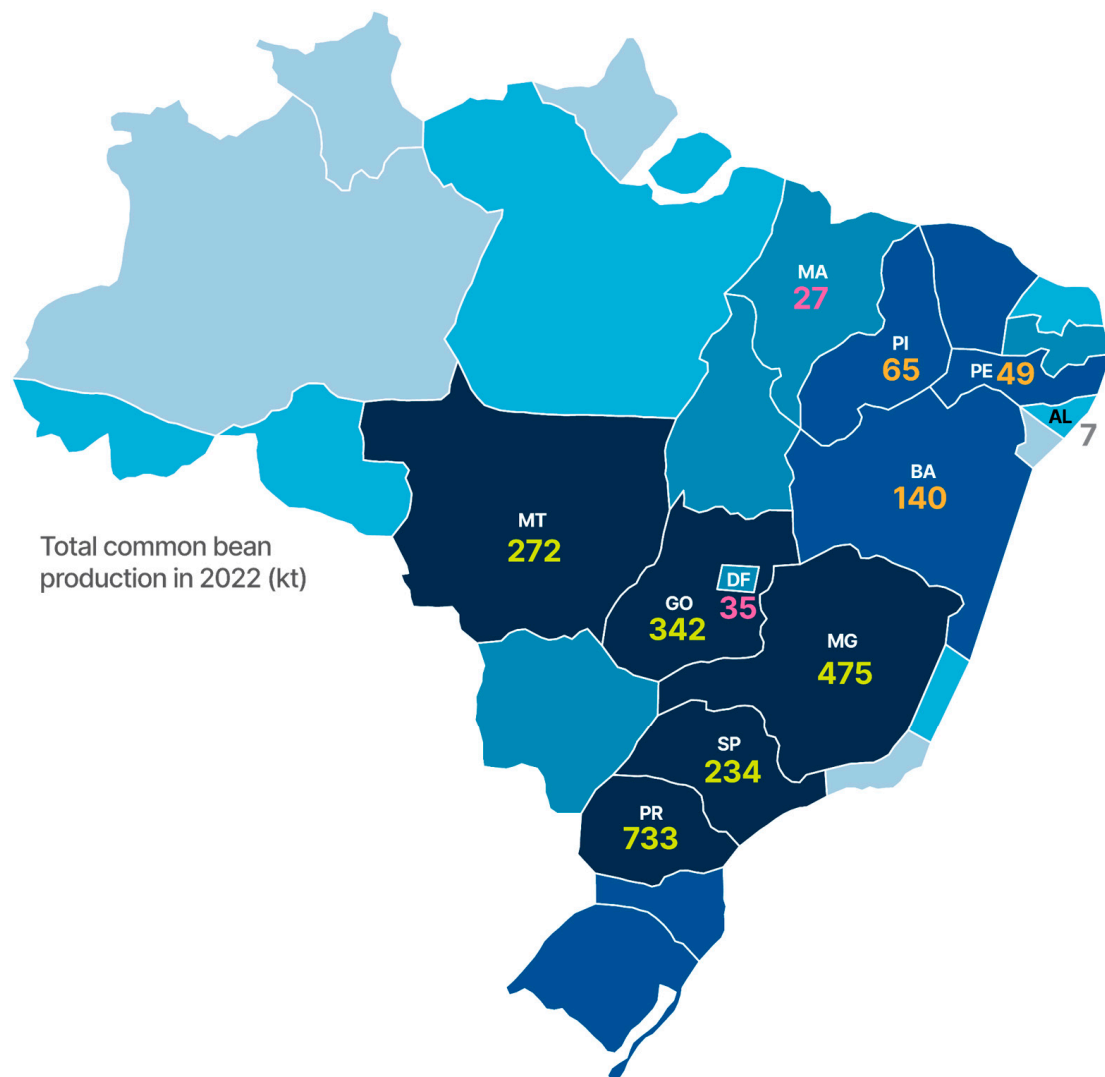 MA
27
PI
65
PE 49
AL
7
BA
140
MT
272
Total common bean
production in 2022 (kt)
DF
35
GO
342
MG
475
SP
234
PR
733